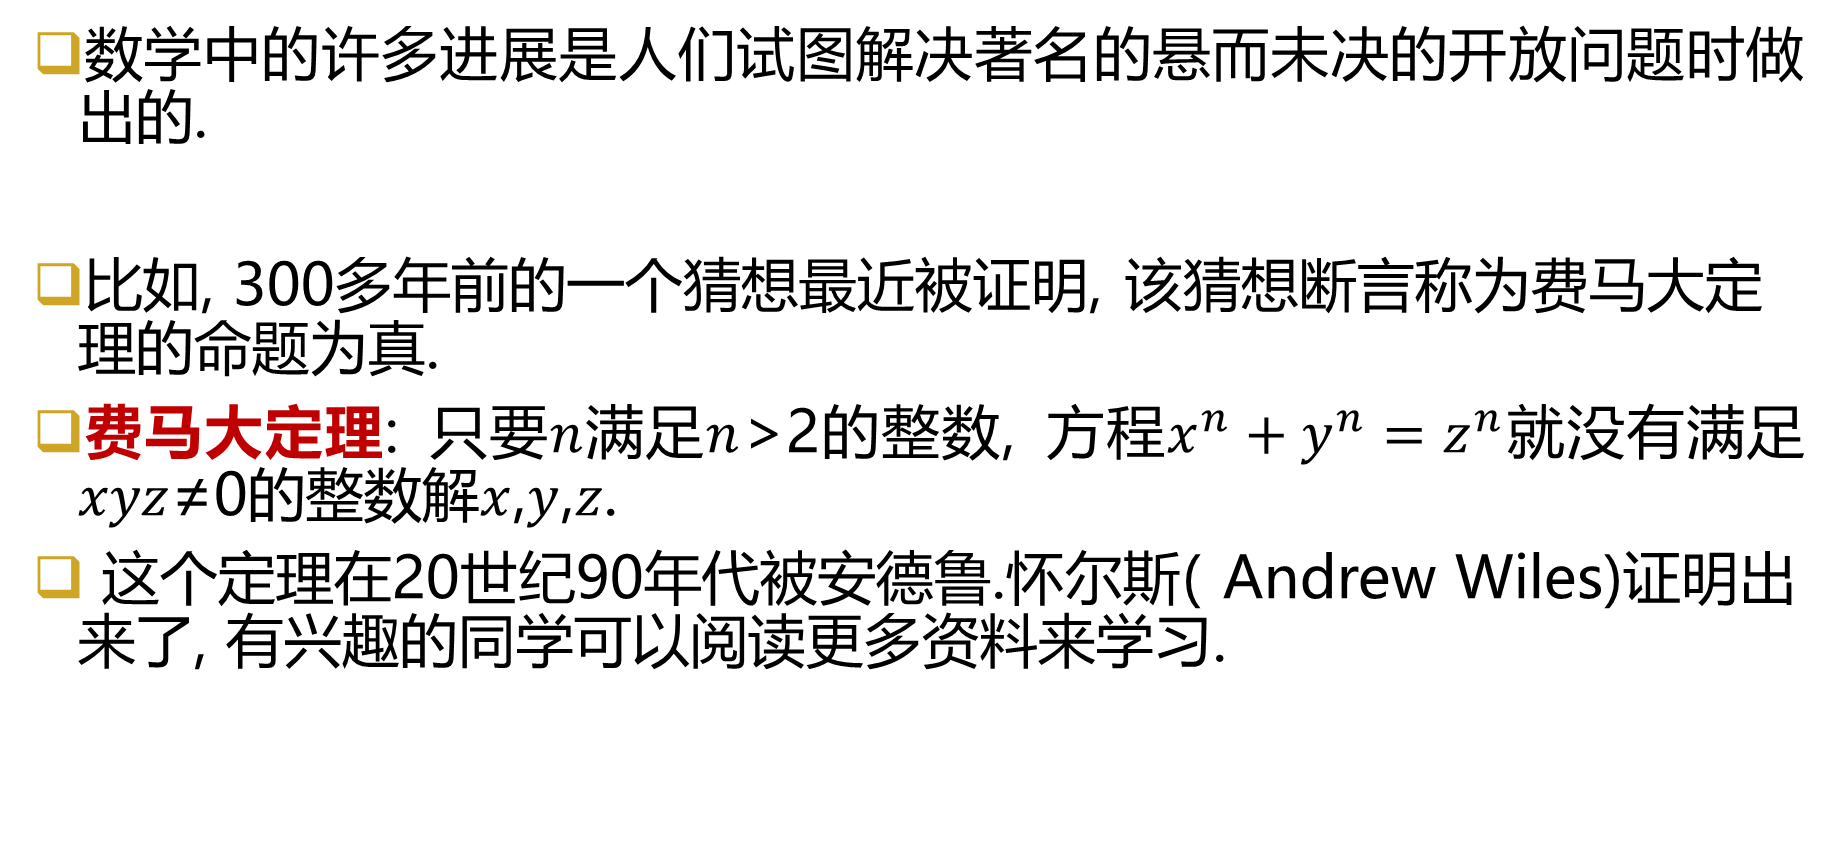 数学中的许多进展是人们试图解决著名的悬而未决的开放问题时做
出的.
比如, 300多年前的一个猜想最近被证明, 该猜想断言称为费马大定
理的命题为真.
费马大定理: 只要n满足n>2的整数, 方程xⁿ + yⁿ = zⁿ就没有满足
xyz≠0的整数解x,y,z.
这个定理在20世纪90年代被安德鲁.怀尔斯( Andrew Wiles)证明出
来了, 有兴趣的同学可以阅读更多资料来学习.